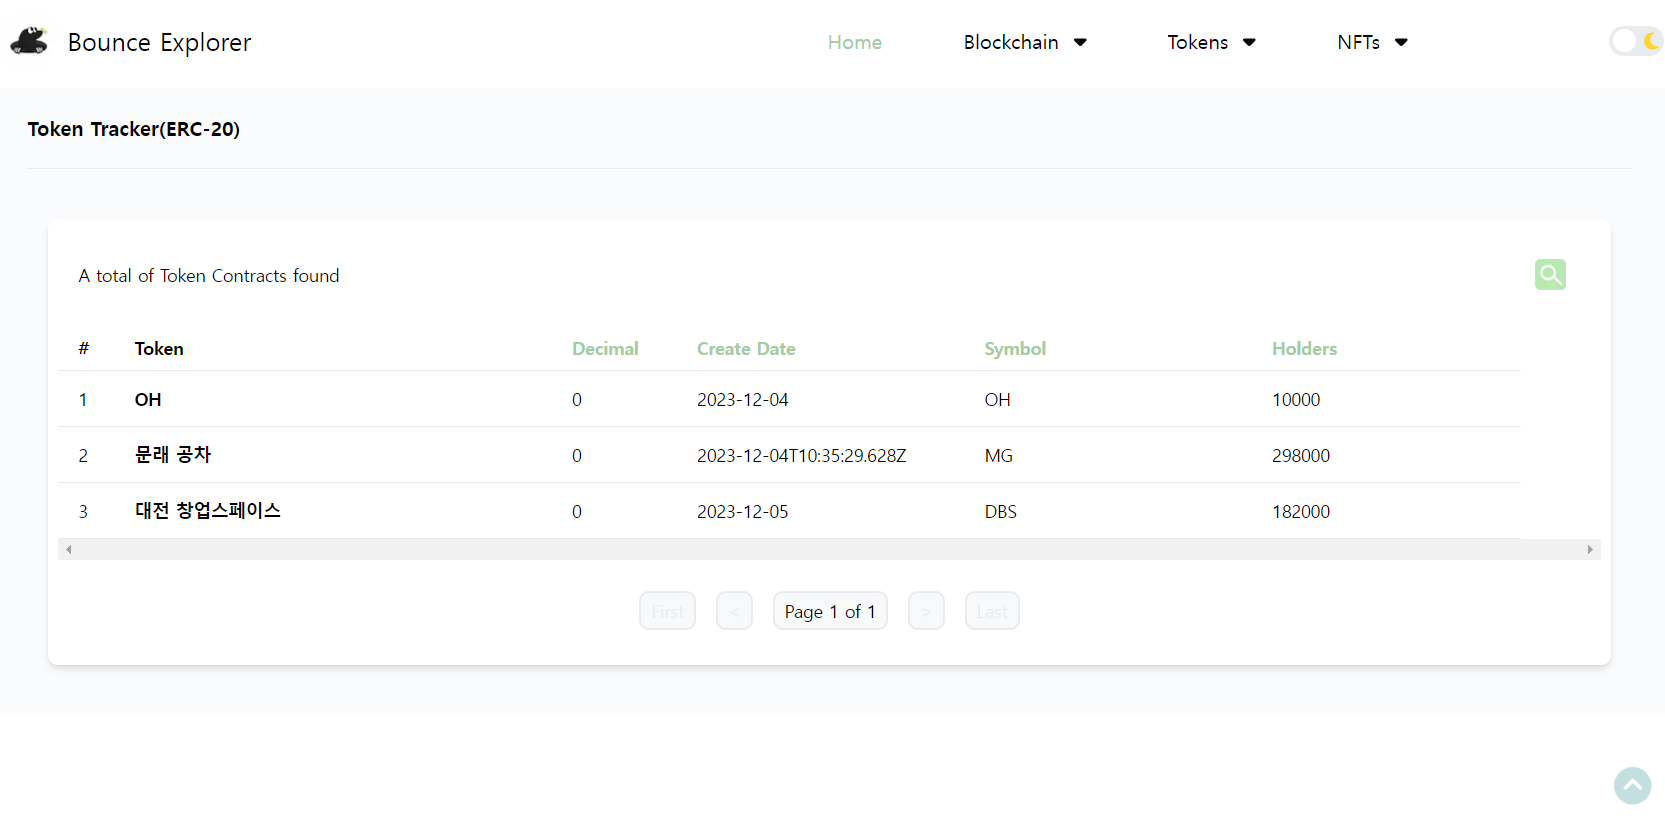 Bounce Explorer Home Blockchain Tokens NFTs
Token Tracker(ERC-20)
A total of Token Contracts found
# Token Decimal Create Date Symbol Holders
1 OH 0 2023-12-04 OH 10000
2 문래 공차 0 2023-12-04T10:35:29.628Z MG 298000
3 대전 창업스페이스 0 2023-12-05 DBS 182000
First < Page 1 of 1 > Last